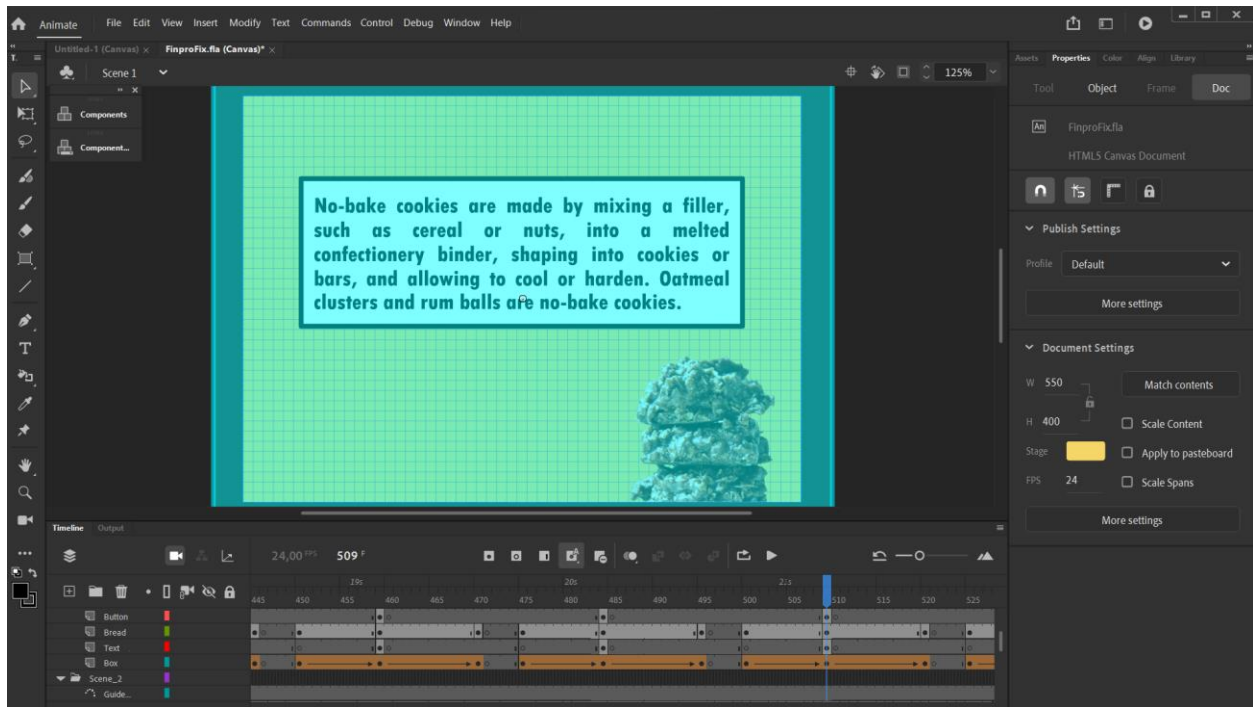 Animate File Edit View Insert Modify Text Commands Control Debug Window Help
Untitled-1 (Canvas) × FinproFix.fla (Canvas)* ×
Scene 1 125%
Components
Component...
No-bake cookies are made by mixing a filler,
such as cereal or nuts, into a melted
confectionery binder, shaping into cookies or
bars, and allowing to cool or harden. Oatmeal
clusters and rum balls are no-bake cookies.
Assets Properties Color Align Library
Tool Object Frame Doc
An FinproFix.fla
HTML5 Canvas Document
Publish Settings
Profile Default
More settings
Document Settings
W 550 Match contents
H 400 Scale Content
Stage Apply to pasteboard
FPS 24 Scale Spans
More settings
Timeline Output
24,00 FPS 509 F
19s 20s 21s
445 450 455 460 465 470 475 480 485 490 495 500 505 510 515 520 525
Button
Bread
Text
Box
Scene_2
Guide...